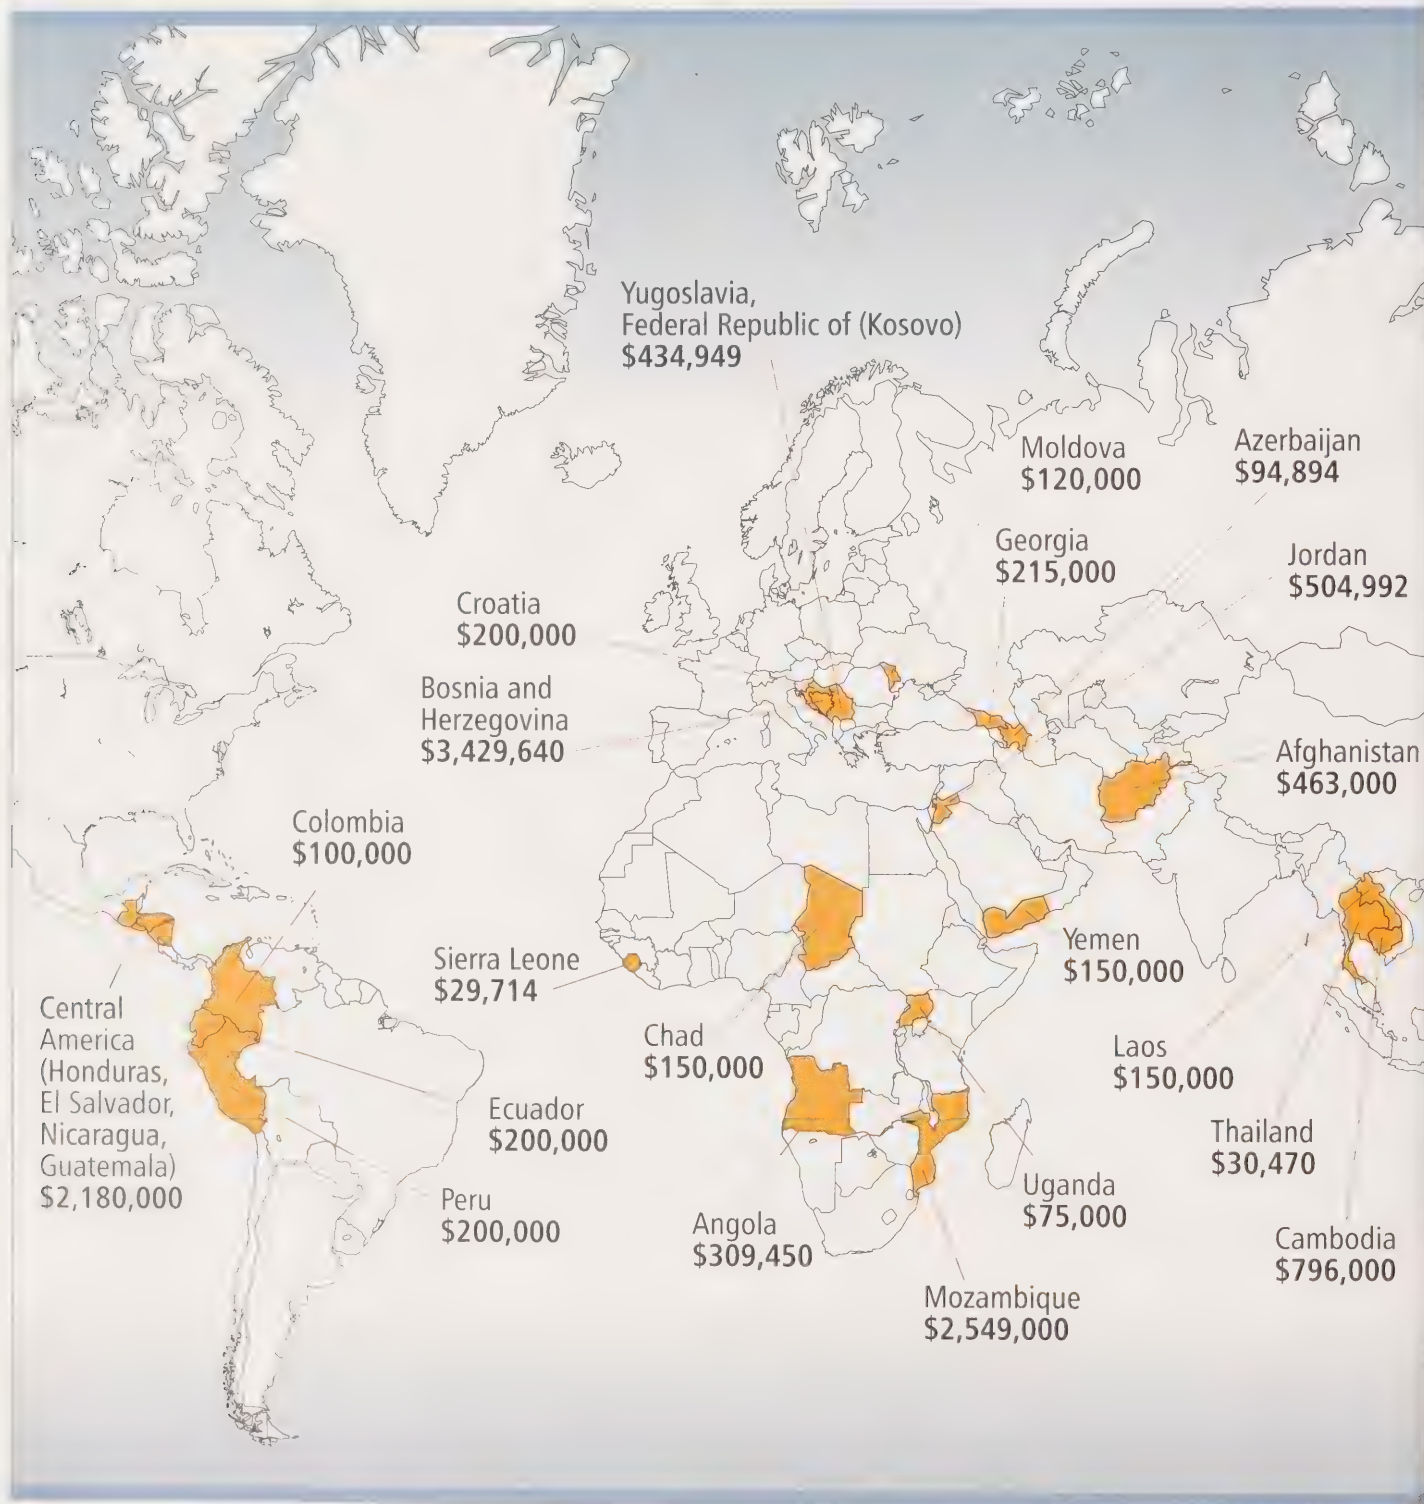 Yugoslavia,
Federal Republic of (Kosovo)
$434,949
Moldova
$120,000
Azerbaijan
$94,894
Georgia
$215,000
Jordan
$504,992
Croatia
$200,000
Bosnia and
Herzegovina
$3,429,640
Afghanistan
$463,000
Colombia
$100,000
Sierra Leone
$29,714
Yemen
$150,000
Central
America
(Honduras,
El Salvador,
Nicaragua,
Guatemala)
$2,180,000
Chad
$150,000
Laos
$150,000
Ecuador
$200,000
Thailand
$30,470
Peru
$200,000
Uganda
$75,000
Angola
$309,450
Cambodia
$796,000
Mozambique
$2,549,000